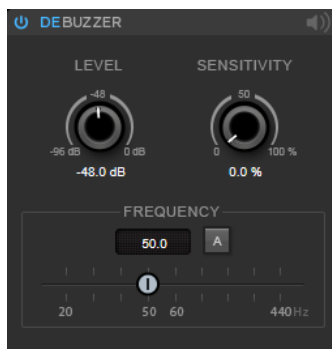 DEBUZZER
LEVEL SENSITIVITY
-48 50
-96 dB 0 dB 0 100 %
-48.0 dB 0.0 %
FREQUENCY
50.0 A
20 50 60 440 Hz